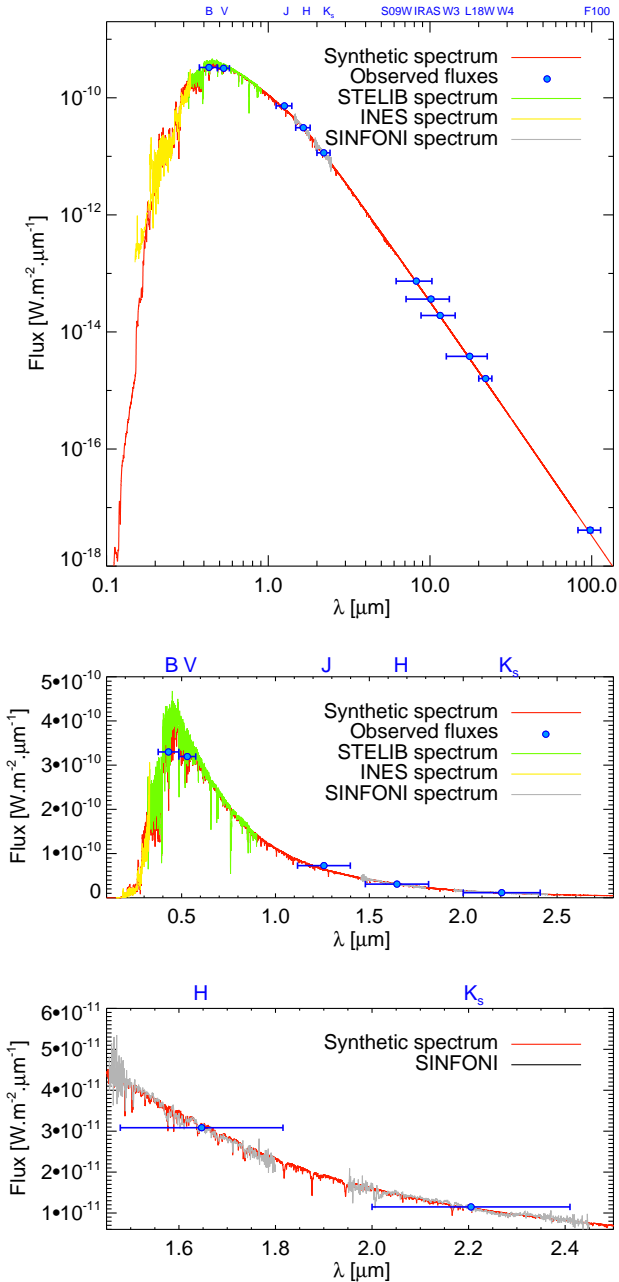 B V J H Kₛ S09W IRAS W3 L18W W4 F100
Synthetic spectrum
Observed fluxes
STELIB spectrum
INES spectrum
SINFONI spectrum
10⁻¹⁰
10⁻¹²
10⁻¹⁴
10⁻¹⁶
10⁻¹⁸
Flux [W.m⁻².μm⁻¹]
0.1 1.0 10.0 100.0
λ [μm]
B V J H Kₛ
Synthetic spectrum
Observed fluxes
STELIB spectrum
INES spectrum
SINFONI spectrum
5•10⁻¹⁰
4•10⁻¹⁰
3•10⁻¹⁰
2•10⁻¹⁰
1•10⁻¹⁰
0
Flux [W.m⁻².μm⁻¹]
0.5 1.0 1.5 2.0 2.5
λ [μm]
H Kₛ
Synthetic spectrum
SINFONI
6•10⁻¹¹
5•10⁻¹¹
4•10⁻¹¹
3•10⁻¹¹
2•10⁻¹¹
1•10⁻¹¹
Flux [W.m⁻².μm⁻¹]
1.6 1.8 2.0 2.2 2.4
λ [μm]